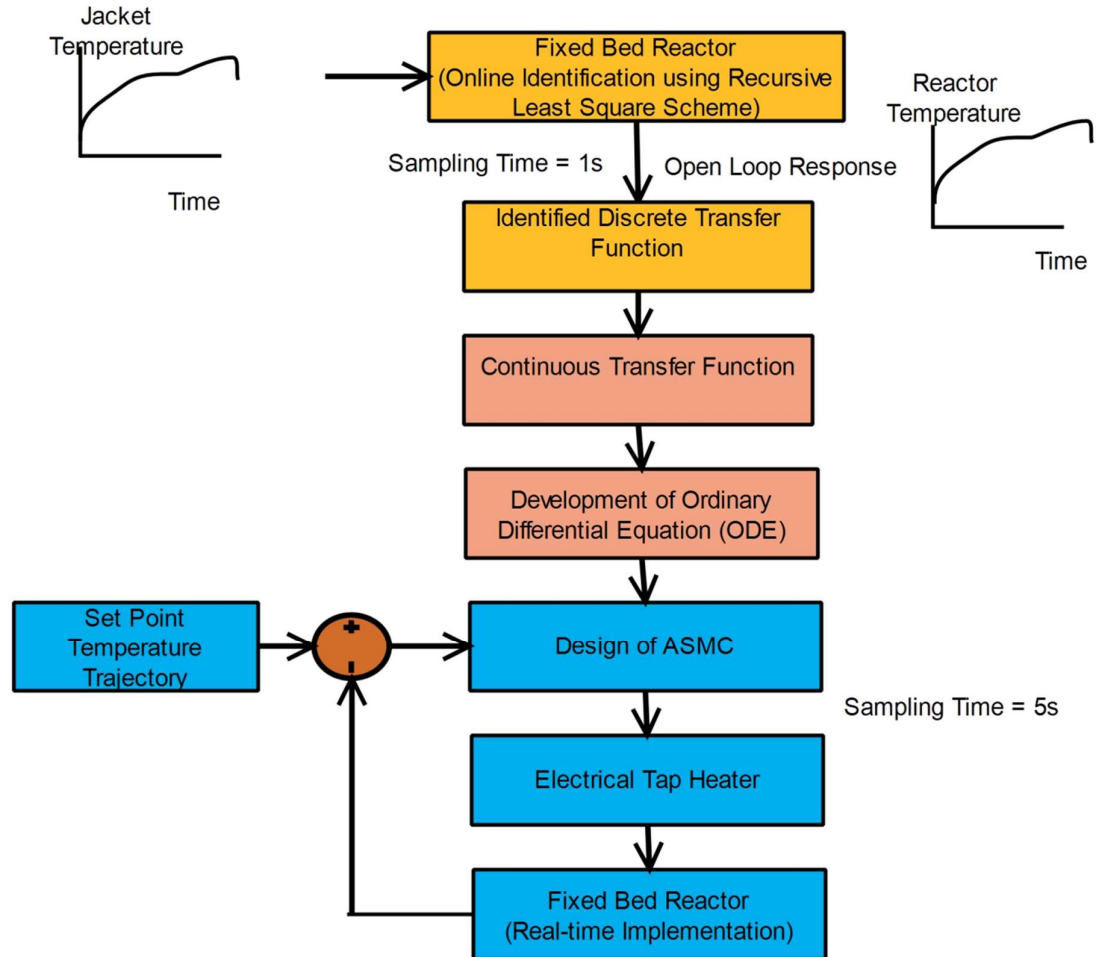 Jacket
Temperature
Time
Fixed Bed Reactor
(Online Identification using Recursive
Least Square Scheme)
Reactor
Temperature
Time
Sampling Time = 1s
Open Loop Response
Identified Discrete Transfer
Function
Continuous Transfer Function
Development of Ordinary
Differential Equation (ODE)
Set Point
Temperature
Trajectory
+
-
Design of ASMC
Sampling Time = 5s
Electrical Tap Heater
Fixed Bed Reactor
(Real-time Implementation)